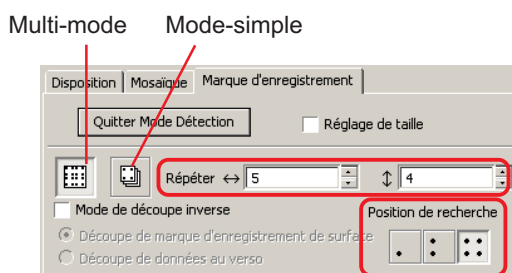 Multi-mode Mode-simple
Disposition Mosaïque Marque d'enregistrement
Quitter Mode Détection Réglage de taille
Répéter ↔ 5 ↕ 4
Mode de découpe inverse Position de recherche
Découpe de marque d'enregistrement de surface
Découpe de données au verso